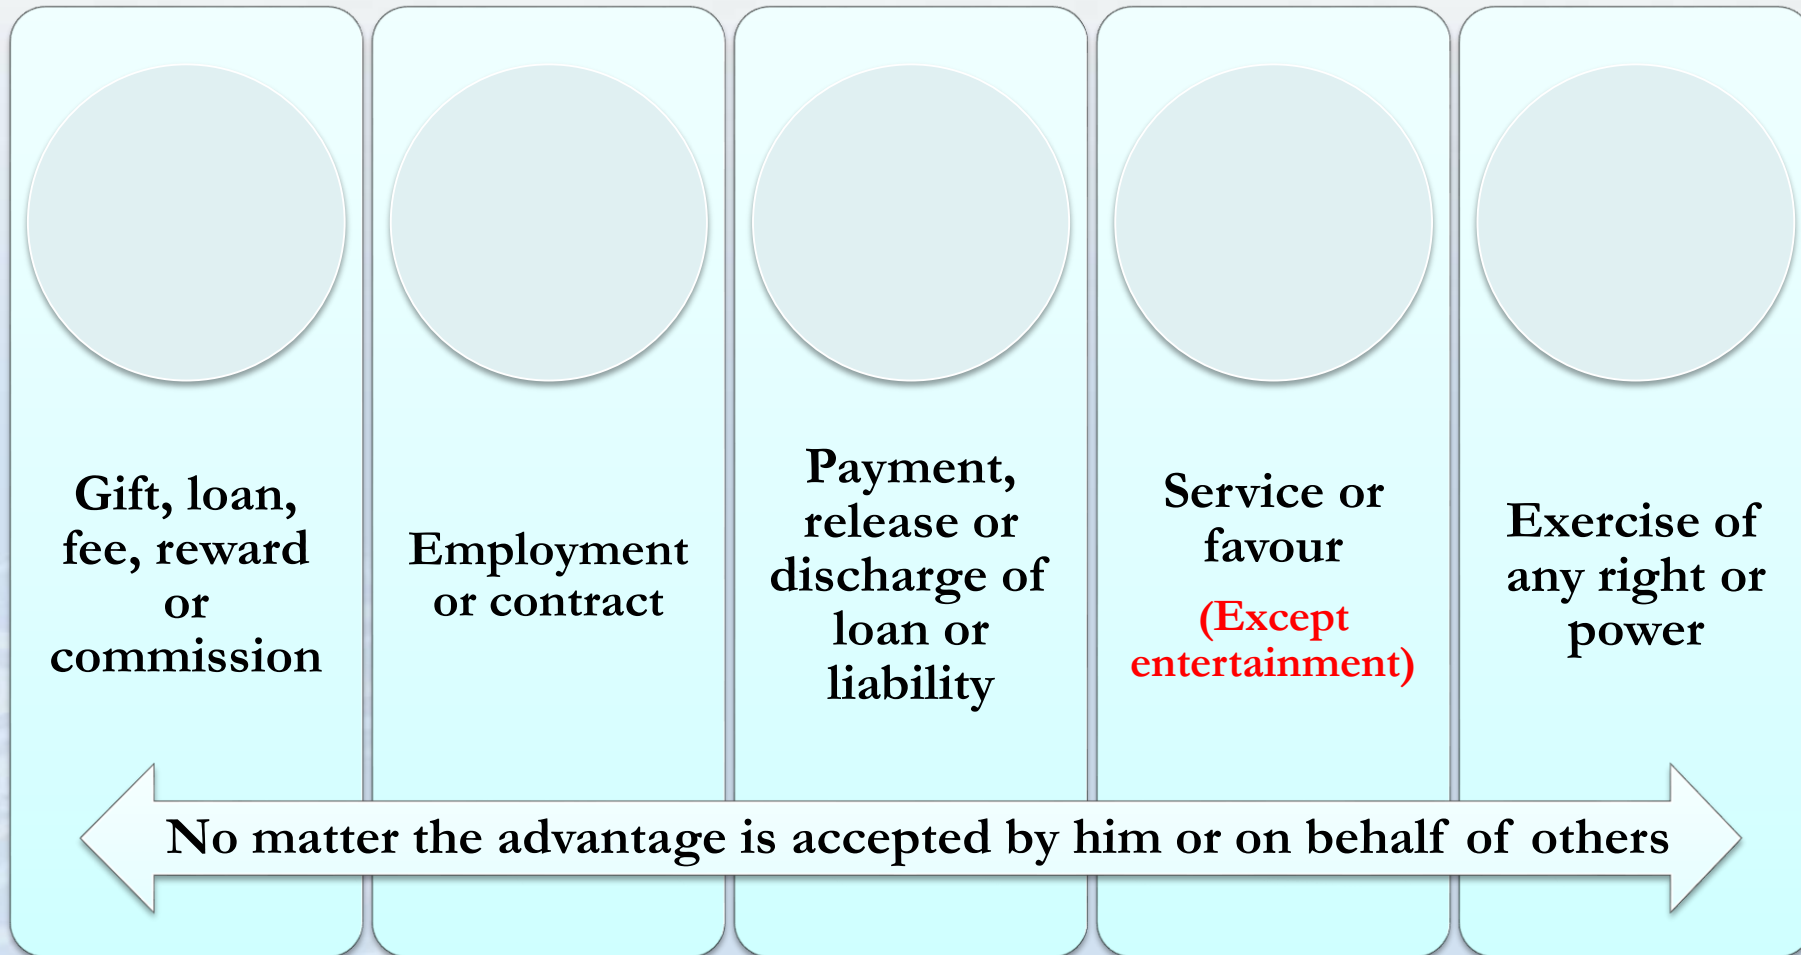 Gift, loan,
fee, reward
or
commission
Employment
or contract
Payment,
release or
discharge of
loan or
liability
Service or
favour
(Except
entertainment)
Exercise of
any right or
power
No matter the advantage is accepted by him or on behalf of others